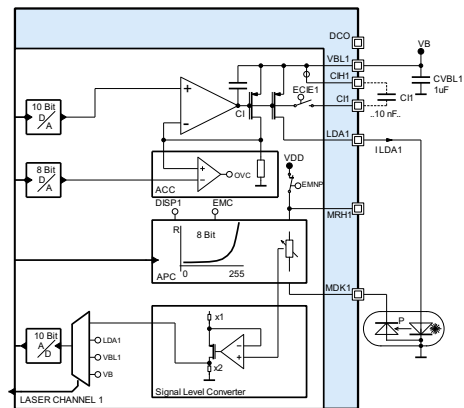 DCO
VB
VBL1
CIH1
ECIE1
CVBL1
1uF
CI
CI1
CI1
..10 nF..
10 Bit
D/A
LDA1
I LDA1
8 Bit
D/A
OVC
ACC
VDD
EMNP
DISP1
EMC
MRH1
R
8 Bit
0
255
APC
MDK1
P
x1
x2
10 Bit
A/D
LDA1
VBL1
VB
LASER CHANNEL 1
Signal Level Converter